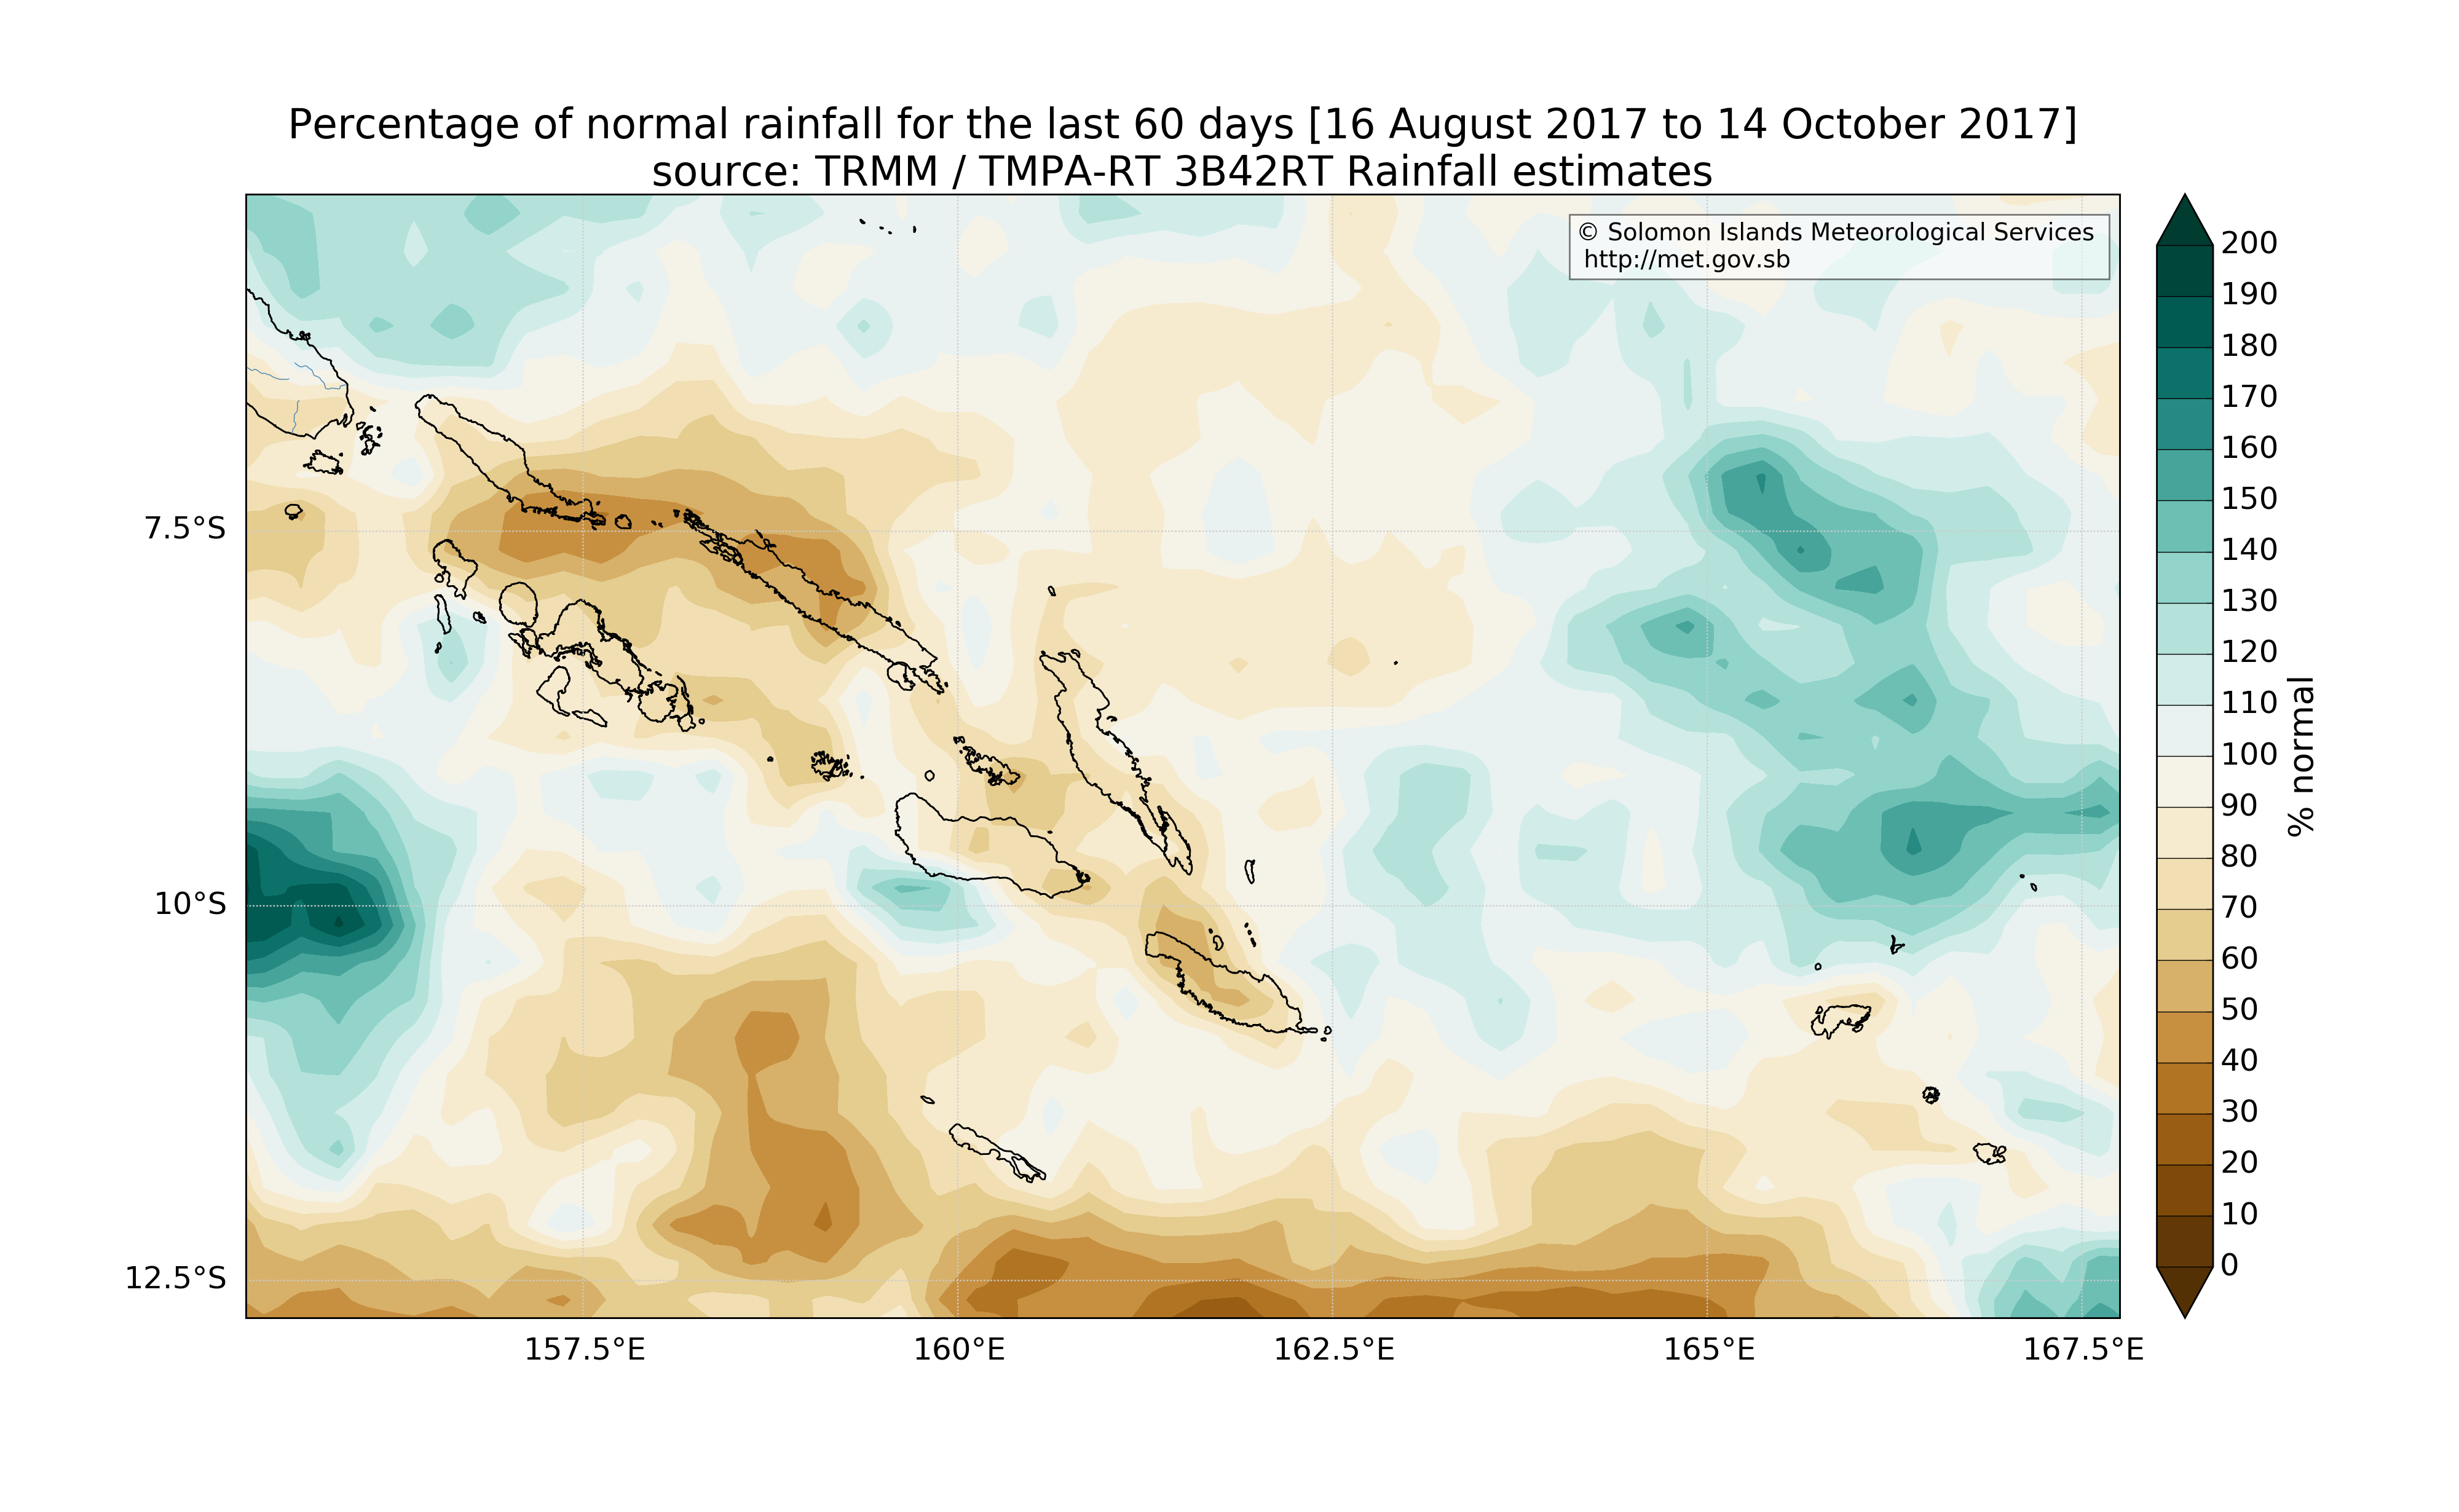 Percentage of normal rainfall for the last 60 days [16 August 2017 to 14 October 2017]
source: TRMM / TMPA-RT 3B42RT Rainfall estimates
© Solomon Islands Meteorological Services
http://met.gov.sb
7.5°S
10°S
12.5°S
157.5°E
160°E
162.5°E
165°E
167.5°E
200
190
180
170
160
150
140
130
120
110
100
90
80
70
60
50
40
30
20
10
0
% normal